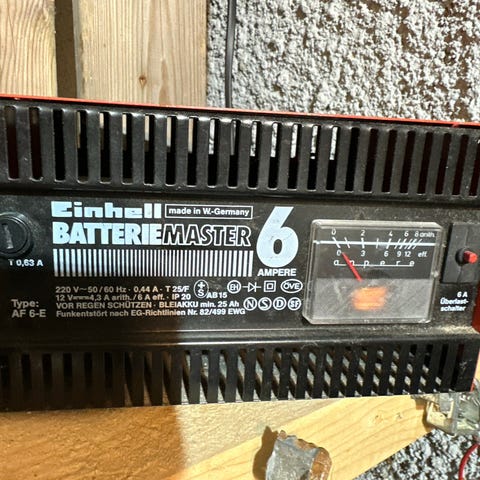 Einhell
made in W.-Germany
BATTERIEMASTER
6
AMPERE
T 0,63 A
Type:
AF 6-E
220 V~50/60 Hz · 0,44 A · T 25/F
12 V⎓4,3 A arith./6 A eff. · IP 20
AB 15
VOR REGEN SCHÜTZEN · BLEIAKKU min. 25 Ah
Funkentstört nach EG-Richtlinien Nr. 82/499 EWG
ÖVE
N S D F
0 2 4 6 8 arith.
0 3 6 9 12 eff.
ampere
6 A
Überlast-
schalter